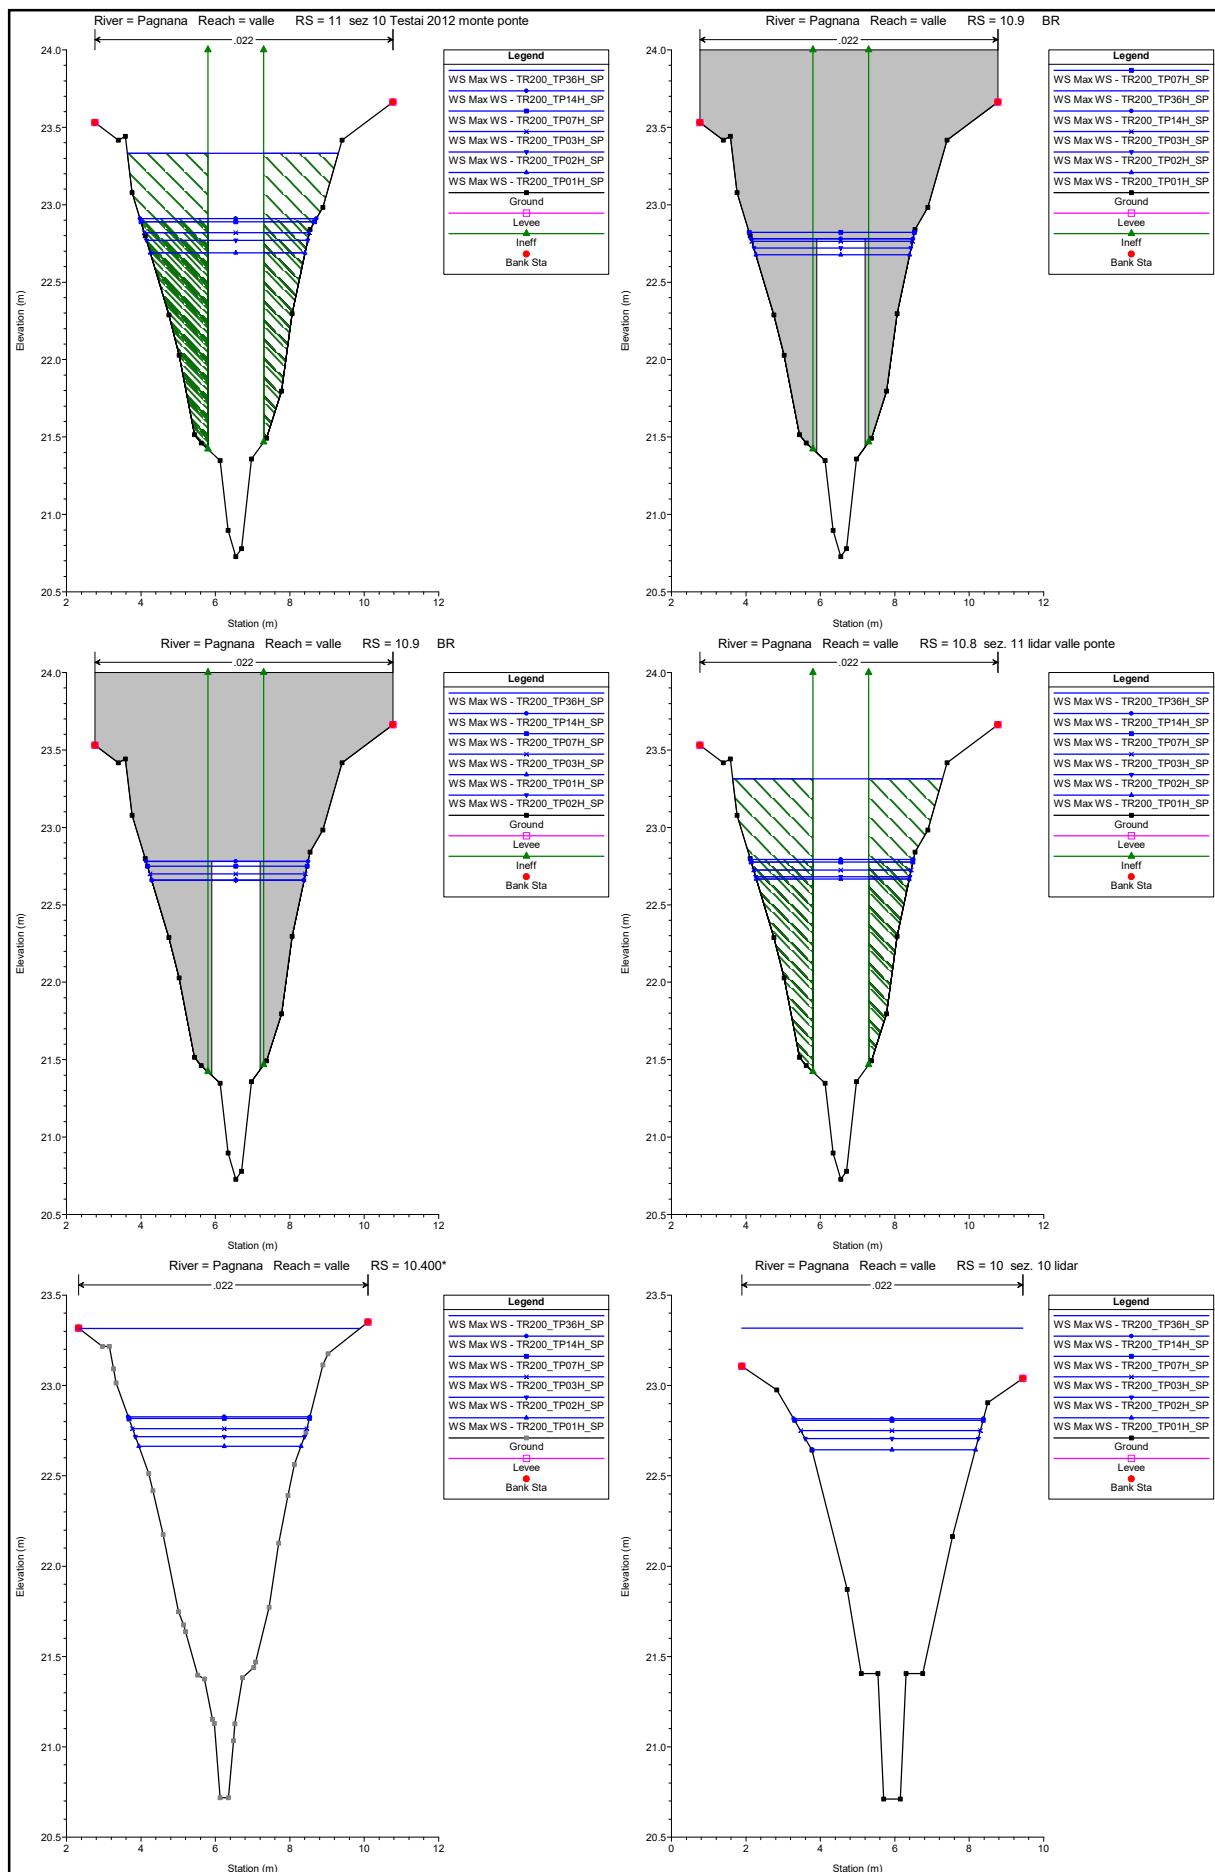 River = Pagnana Reach = valle RS = 11 sez 10 Testai 2012 monte ponte
.022
24.0
23.5
23.0
22.5
22.0
21.5
21.0
20.5
Elevation (m)
2 4 6 8 10 12
Station (m)
Legend
WS Max WS - TR200_TP36H_SP
WS Max WS - TR200_TP14H_SP
WS Max WS - TR200_TP07H_SP
WS Max WS - TR200_TP03H_SP
WS Max WS - TR200_TP02H_SP
WS Max WS - TR200_TP01H_SP
Ground
Levee
Ineff
Bank Sta
River = Pagnana Reach = valle RS = 10.9 BR
.022
24.0
23.5
23.0
22.5
22.0
21.5
21.0
20.5
Elevation (m)
2 4 6 8 10 12
Station (m)
Legend
WS Max WS - TR200_TP07H_SP
WS Max WS - TR200_TP36H_SP
WS Max WS - TR200_TP14H_SP
WS Max WS - TR200_TP03H_SP
WS Max WS - TR200_TP02H_SP
WS Max WS - TR200_TP01H_SP
Ground
Levee
Ineff
Bank Sta
River = Pagnana Reach = valle RS = 10.9 BR
.022
24.0
23.5
23.0
22.5
22.0
21.5
21.0
20.5
Elevation (m)
2 4 6 8 10 12
Station (m)
Legend
WS Max WS - TR200_TP36H_SP
WS Max WS - TR200_TP14H_SP
WS Max WS - TR200_TP07H_SP
WS Max WS - TR200_TP03H_SP
WS Max WS - TR200_TP01H_SP
WS Max WS - TR200_TP02H_SP
Ground
Levee
Ineff
Bank Sta
River = Pagnana Reach = valle RS = 10.8 sez. 11 lidar valle ponte
.022
24.0
23.5
23.0
22.5
22.0
21.5
21.0
20.5
Elevation (m)
2 4 6 8 10 12
Station (m)
Legend
WS Max WS - TR200_TP36H_SP
WS Max WS - TR200_TP14H_SP
WS Max WS - TR200_TP07H_SP
WS Max WS - TR200_TP03H_SP
WS Max WS - TR200_TP02H_SP
WS Max WS - TR200_TP01H_SP
Ground
Levee
Ineff
Bank Sta
River = Pagnana Reach = valle RS = 10.400*
.022
23.5
23.0
22.5
22.0
21.5
21.0
20.5
Elevation (m)
2 4 6 8 10 12
Station (m)
Legend
WS Max WS - TR200_TP36H_SP
WS Max WS - TR200_TP14H_SP
WS Max WS - TR200_TP07H_SP
WS Max WS - TR200_TP03H_SP
WS Max WS - TR200_TP02H_SP
WS Max WS - TR200_TP01H_SP
Ground
Levee
Bank Sta
River = Pagnana Reach = valle RS = 10 sez. 10 lidar
.022
23.5
23.0
22.5
22.0
21.5
21.0
20.5
Elevation (m)
0 2 4 6 8 10
Station (m)
Legend
WS Max WS - TR200_TP36H_SP
WS Max WS - TR200_TP14H_SP
WS Max WS - TR200_TP07H_SP
WS Max WS - TR200_TP03H_SP
WS Max WS - TR200_TP02H_SP
WS Max WS - TR200_TP01H_SP
Ground
Levee
Bank Sta